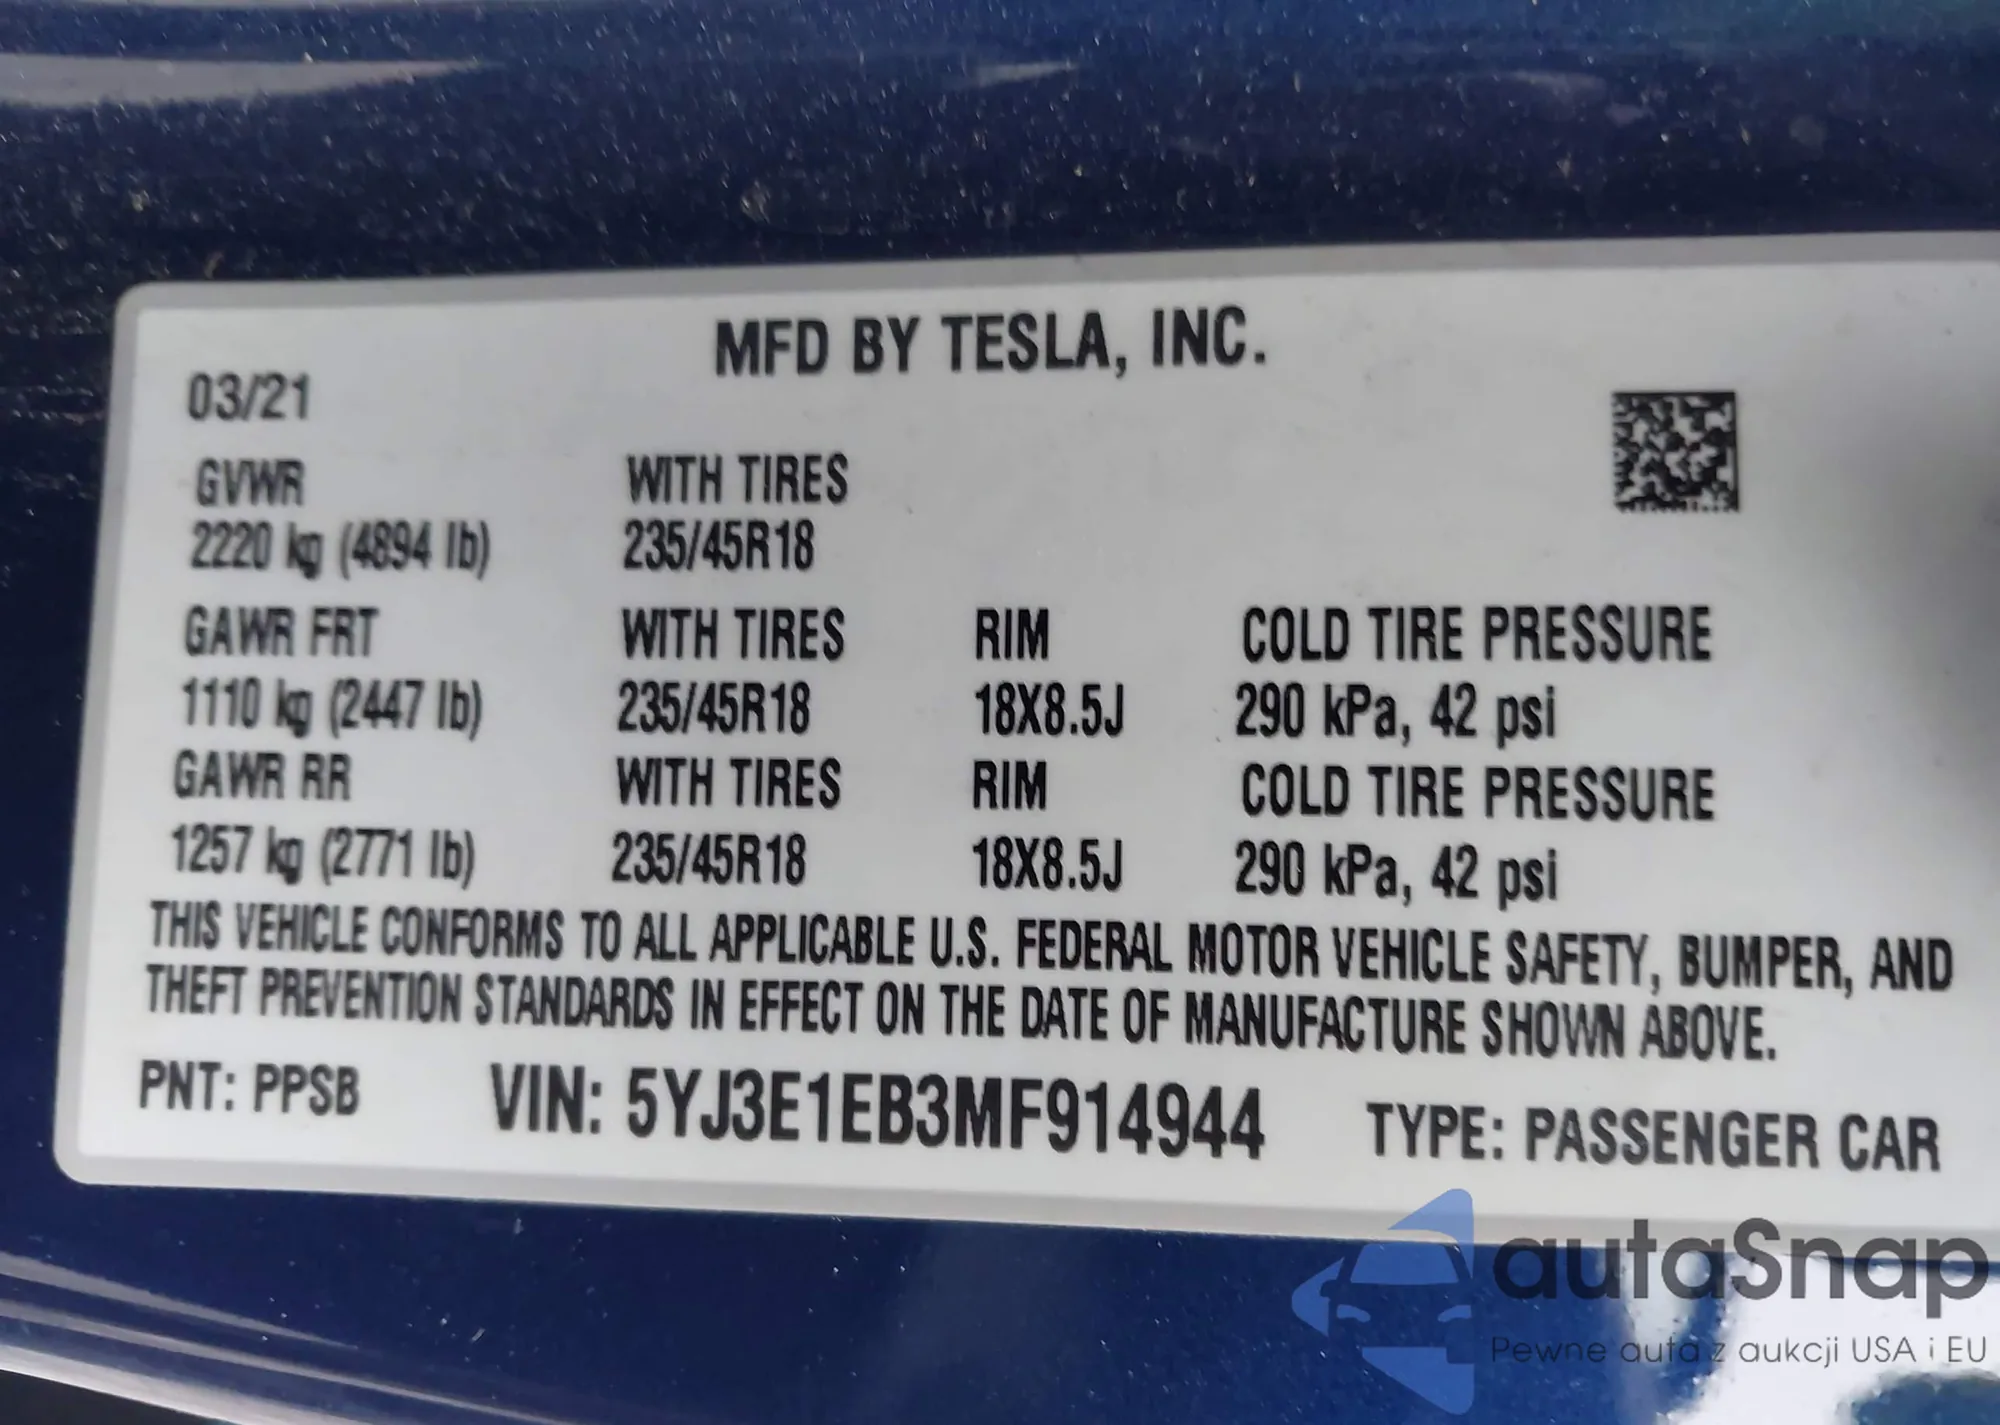 MFD BY TESLA, INC.
03/21
GVWR WITH TIRES
2220 kg (4894 lb) 235/45R18
GAWR FRT WITH TIRES RIM COLD TIRE PRESSURE
1110 kg (2447 lb) 235/45R18 18X8.5J 290 kPa, 42 psi
GAWR RR WITH TIRES RIM COLD TIRE PRESSURE
1257 kg (2771 lb) 235/45R18 18X8.5J 290 kPa, 42 psi
THIS VEHICLE CONFORMS TO ALL APPLICABLE U.S. FEDERAL MOTOR VEHICLE SAFETY, BUMPER, AND
THEFT PREVENTION STANDARDS IN EFFECT ON THE DATE OF MANUFACTURE SHOWN ABOVE.
PNT: PPSB VIN: 5YJ3E1EB3MF914944 TYPE: PASSENGER CAR
autaSnap
Pewne auta z aukcji USA i EU